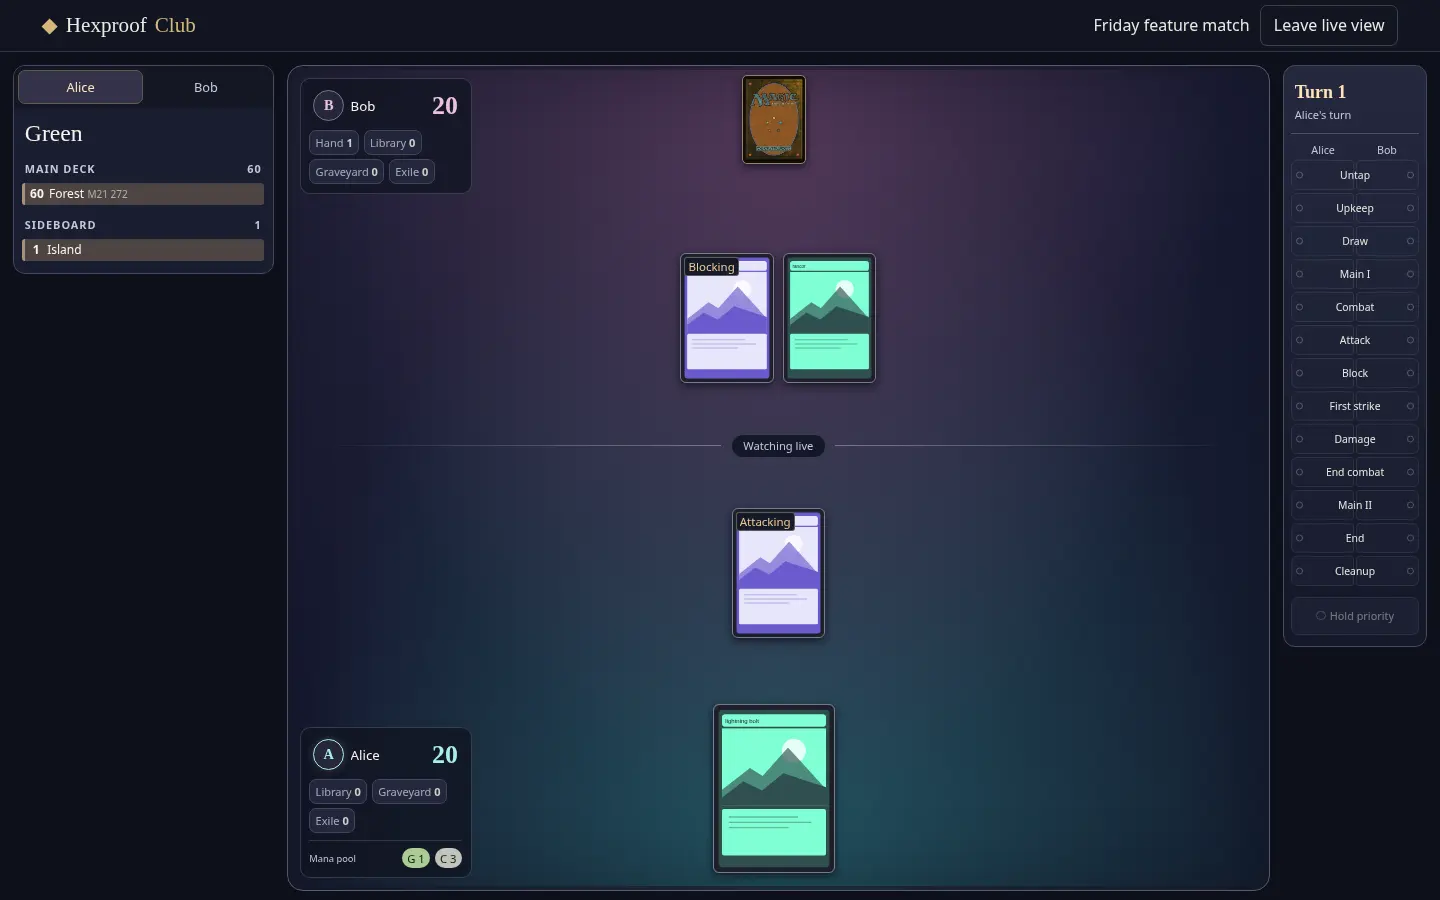 Hexproof Club
Friday feature match
Leave live view
Alice
Bob
Green
MAIN DECK 60
60 Forest M21 272
SIDEBOARD 1
1 Island
B Bob 20
Hand 1 Library 0
Graveyard 0 Exile 0
MAGIC
Blocking
Watching live
Attacking
lightning bolt
A Alice 20
Library 0 Graveyard 0
Exile 0
Mana pool G 1 C 3
Turn 1
Alice's turn
Alice Bob
Untap
Upkeep
Draw
Main I
Combat
Attack
Block
First strike
Damage
End combat
Main II
End
Cleanup
Hold priority